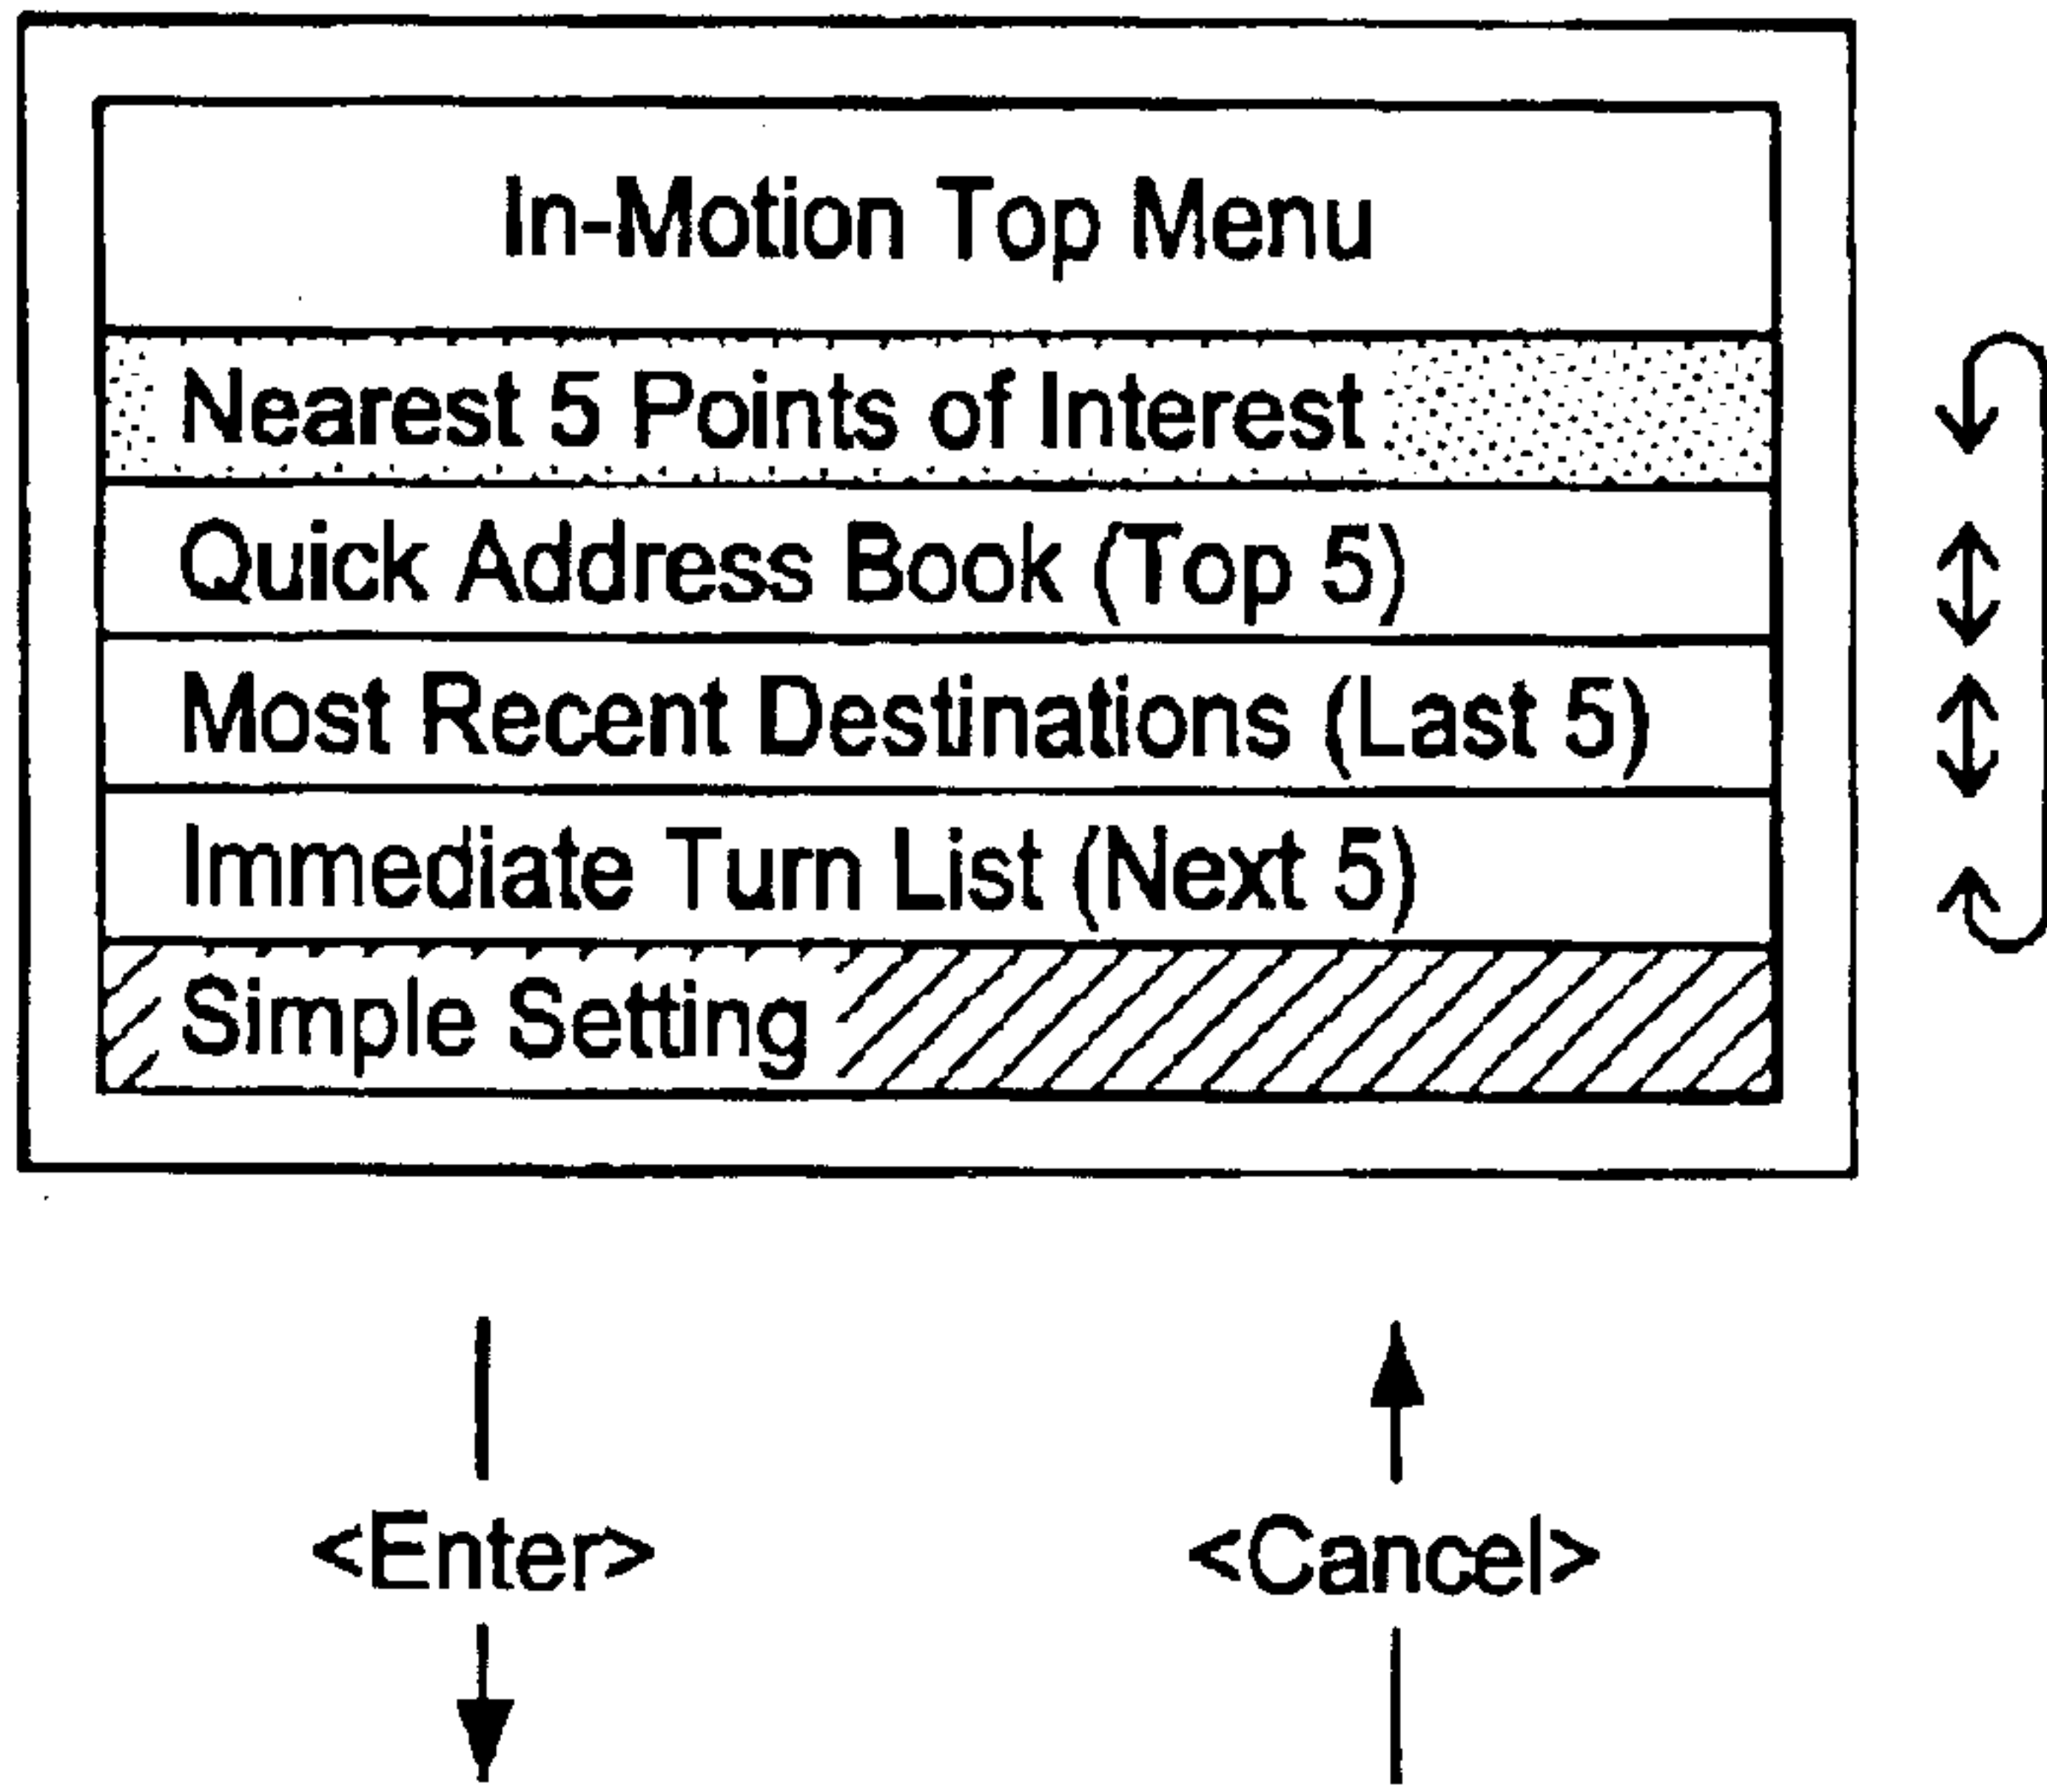 In-Motion Top Menu
Nearest 5 Points of Interest
Quick Address Book (Top 5)
Most Recent Destinations (Last 5)
Immediate Turn List (Next 5)
Simple Setting
<Enter>
<Cancel>